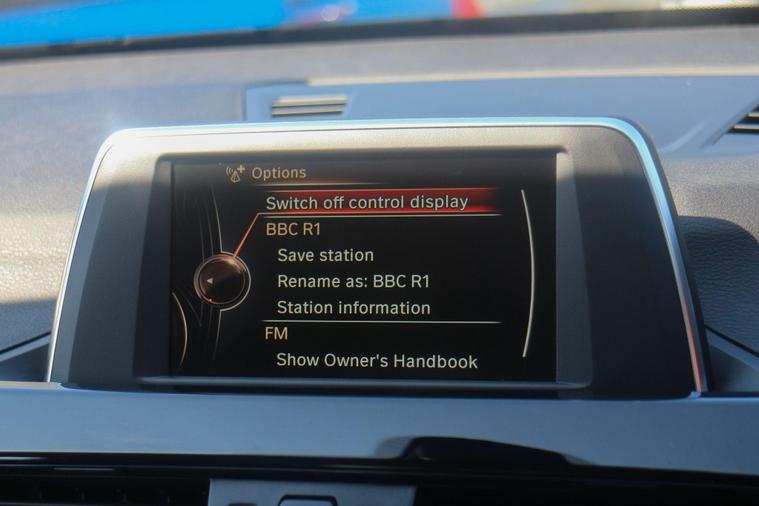 Options
Switch off control display
BBC R1
Save station
Rename as: BBC R1
Station information
FM
Show Owner's Handbook